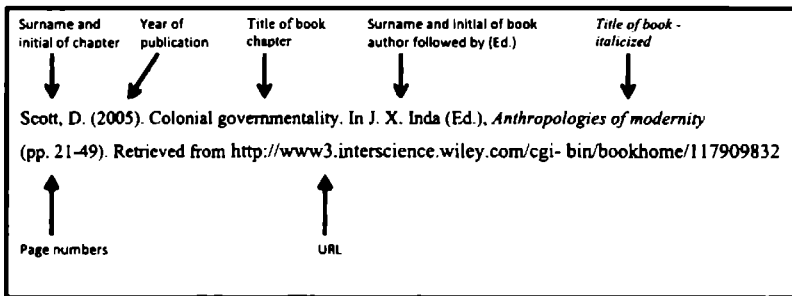 Surname and initial of chapter
Year of publication
Title of book chapter
Surname and initial of book author followed by (Ed.)
Title of book - italicized
Scott, D. (2005). Colonial governmentality. In J. X. Inda (Ed.), Anthropologies of modernity
(pp. 21-49). Retrieved from http://www3.interscience.wiley.com/cgi- bin/bookhome/117909832
Page numbers
URL